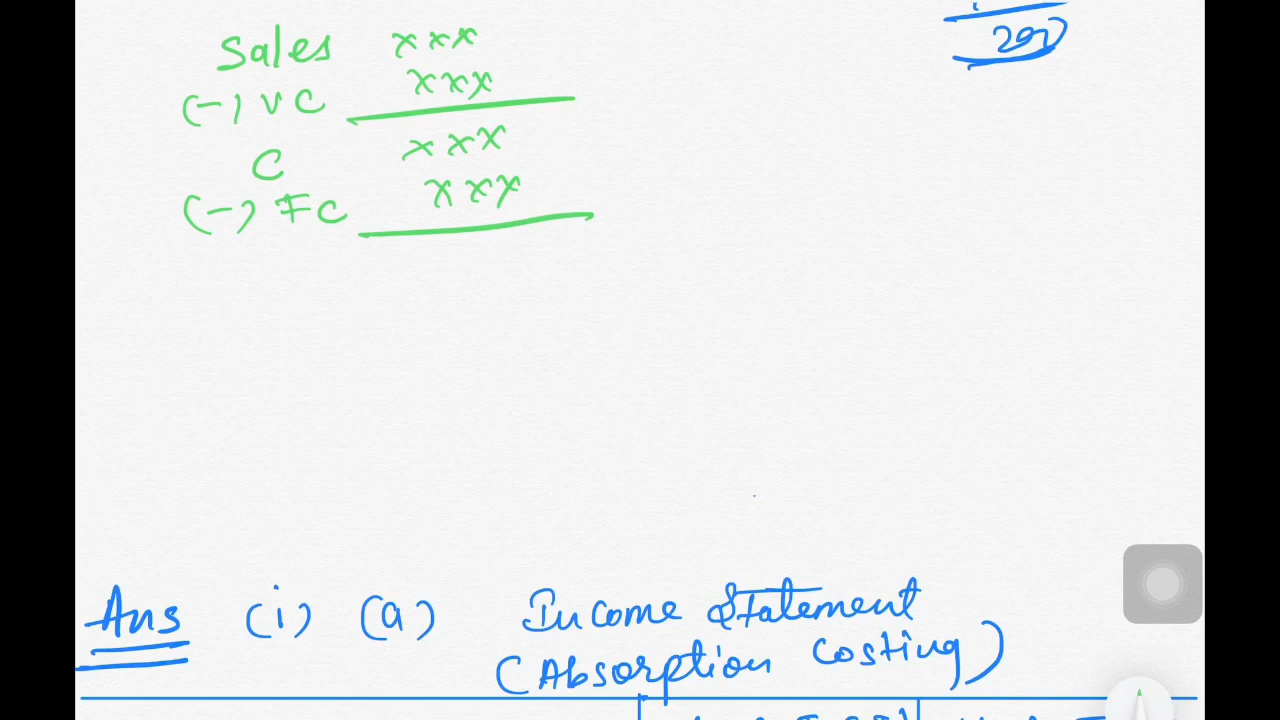 Sales xxx
(-) VC xxx
C xxx
(-) FC xxx
Ans (i) (a) Income Statement
(Absorption Costing)